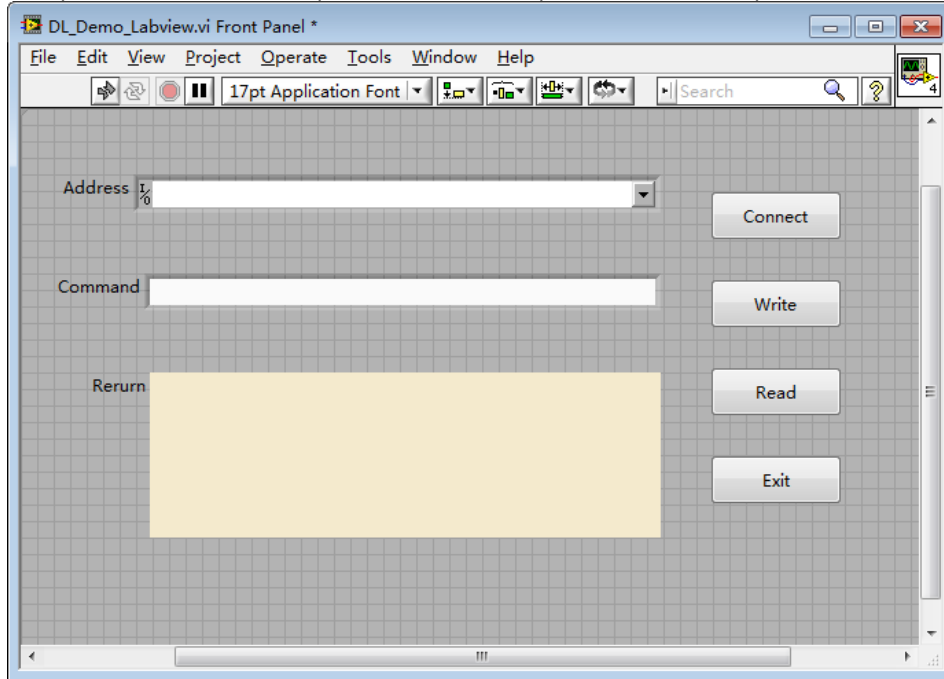 DL_Demo_Labview.vi Front Panel *
File Edit View Project Operate Tools Window Help
17pt Application Font Search ? 4
Address I/O
Connect
Command
Write
Rerurn
Read
Exit